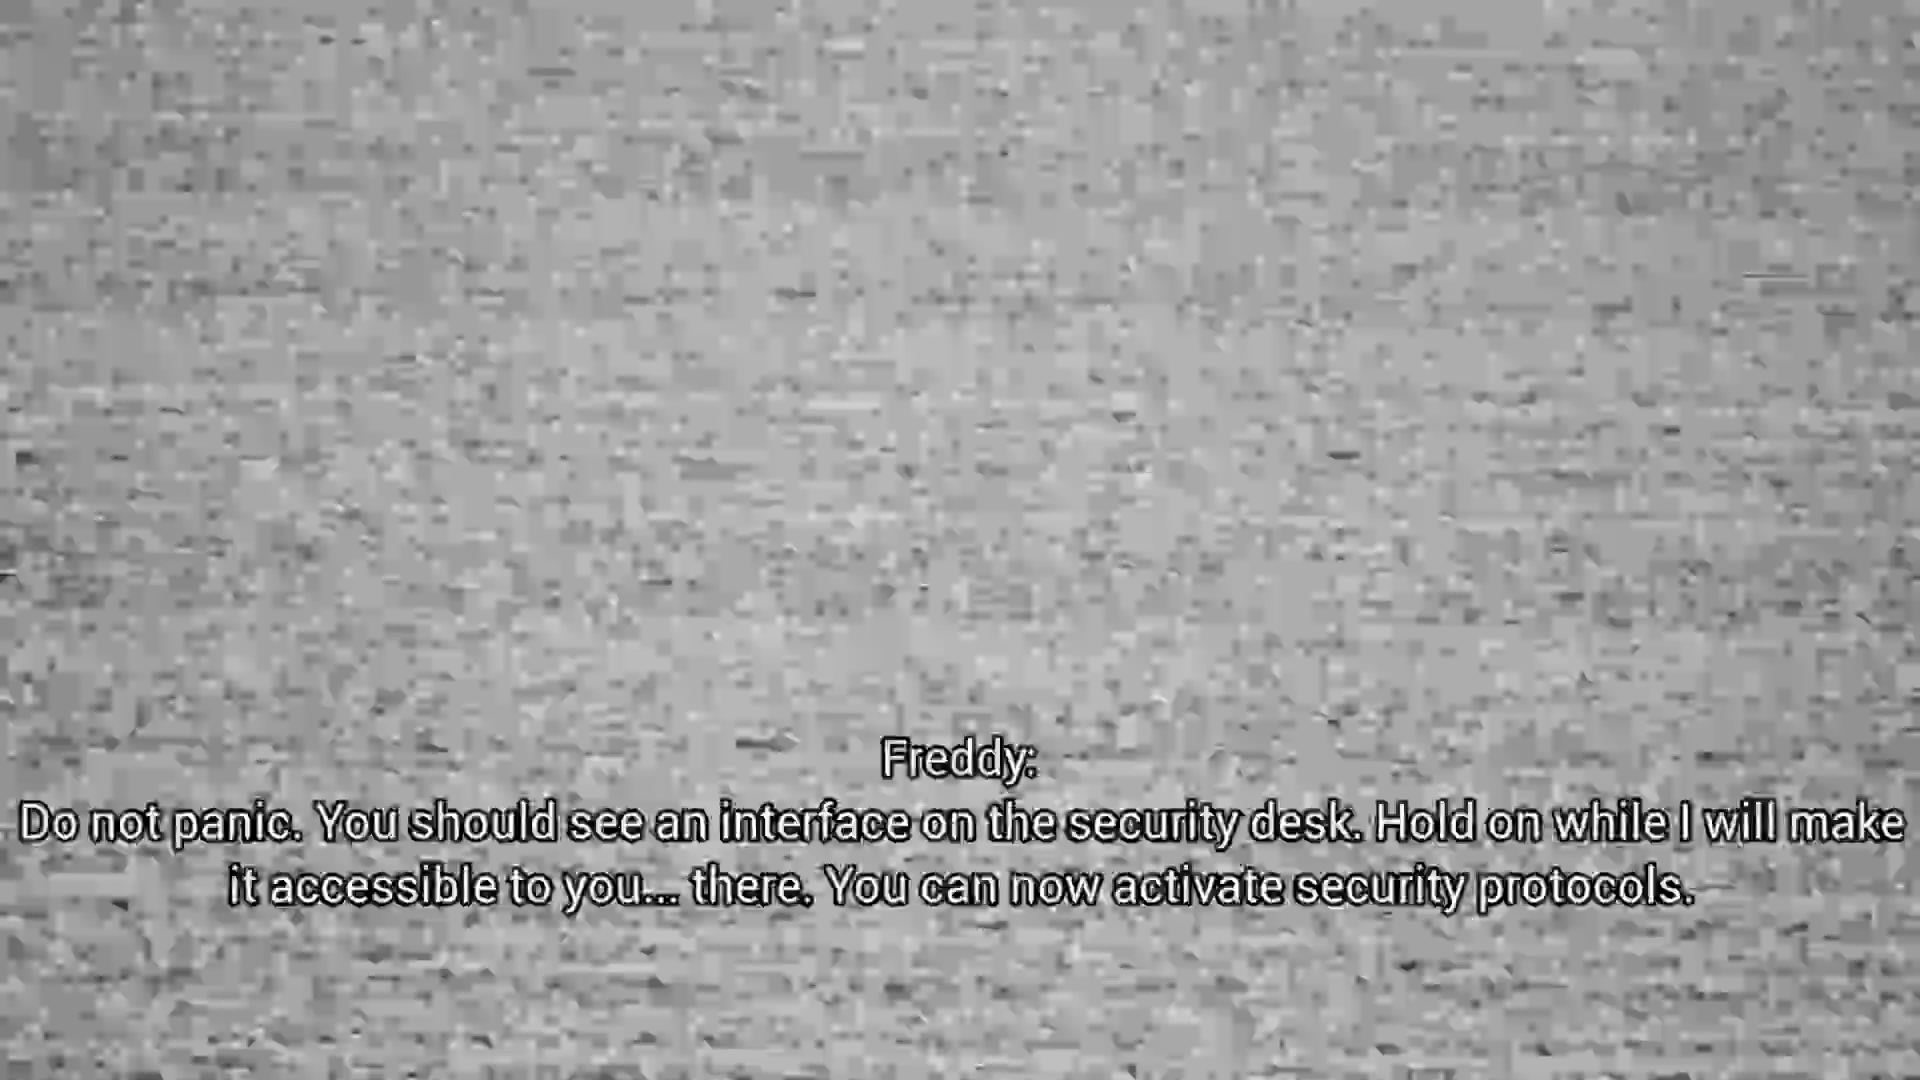 Freddy:
Do not panic. You should see an interface on the security desk. Hold on while I will make
it accessible to you... there. You can now activate security protocols.